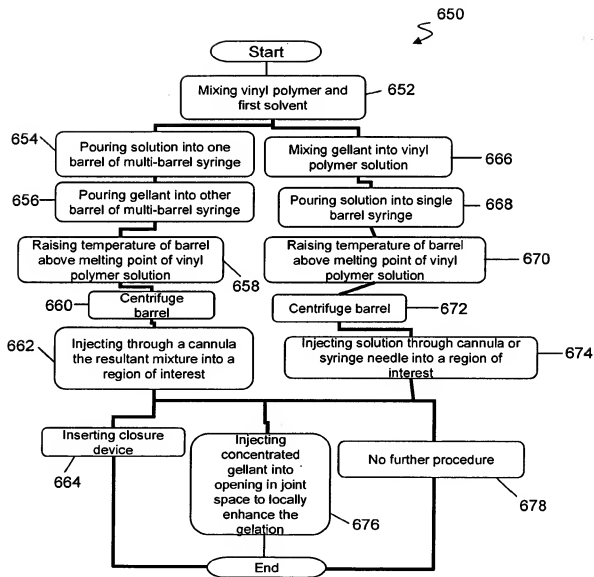 650
Start
Mixing vinyl polymer and
first solvent
652
654
Pouring solution into one
barrel of multi-barrel syringe
Mixing gellant into vinyl
polymer solution
666
656
Pouring gellant into other
barrel of multi-barrel syringe
Pouring solution into single
barrel syringe
668
Raising temperature of barrel
above melting point of vinyl
polymer solution
658
Raising temperature of barrel
above melting point of vinyl
polymer solution
670
660
Centrifuge
barrel
Centrifuge barrel
672
662
Injecting through a cannula
the resultant mixture into a
region of interest
Injecting solution through cannula or
syringe needle into a region of
interest
674
Inserting closure
device
664
Injecting
concentrated
gellant into
opening in joint
space to locally
enhance the
gelation
676
No further procedure
678
End